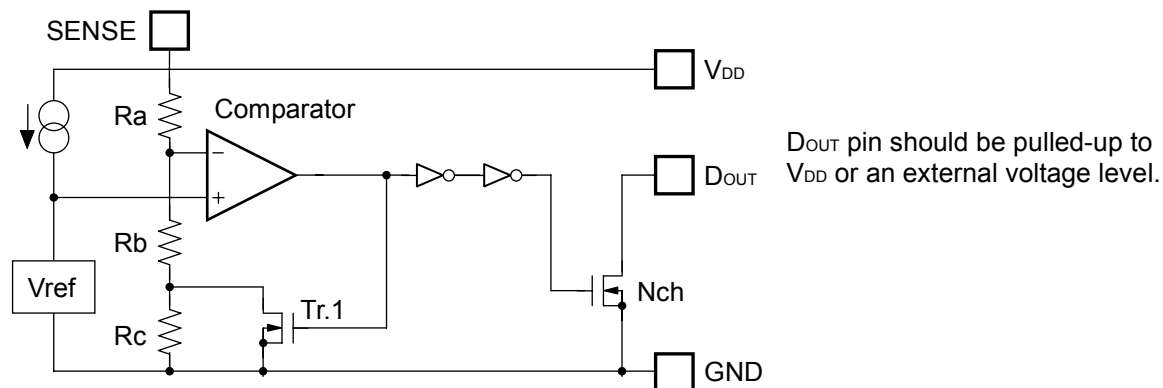 SENSE
VDD
Ra
Comparator
−
+
DOUT
DOUT pin should be pulled-up to
VDD or an external voltage level.
Rb
Vref
Tr.1
Nch
Rc
GND